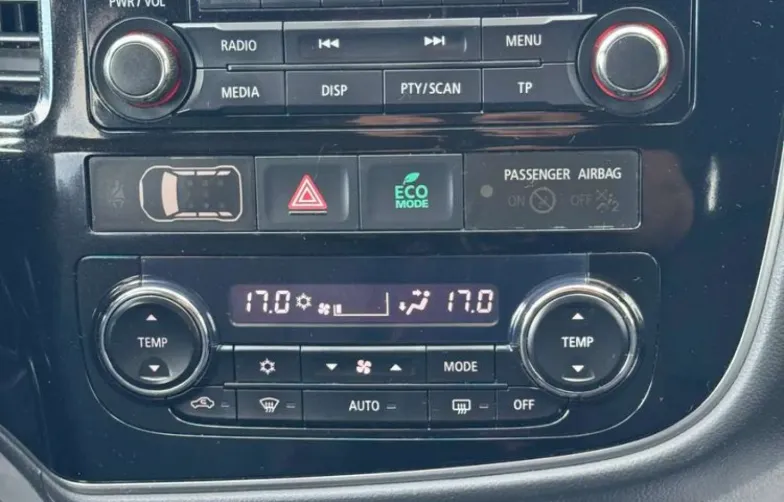 PWR / VOL
RADIO
MENU
MEDIA
DISP
PTY/SCAN
TP
ECO
MODE
PASSENGER AIRBAG
ON
OFF
2
17.0
17.0
TEMP
TEMP
MODE
AUTO
OFF